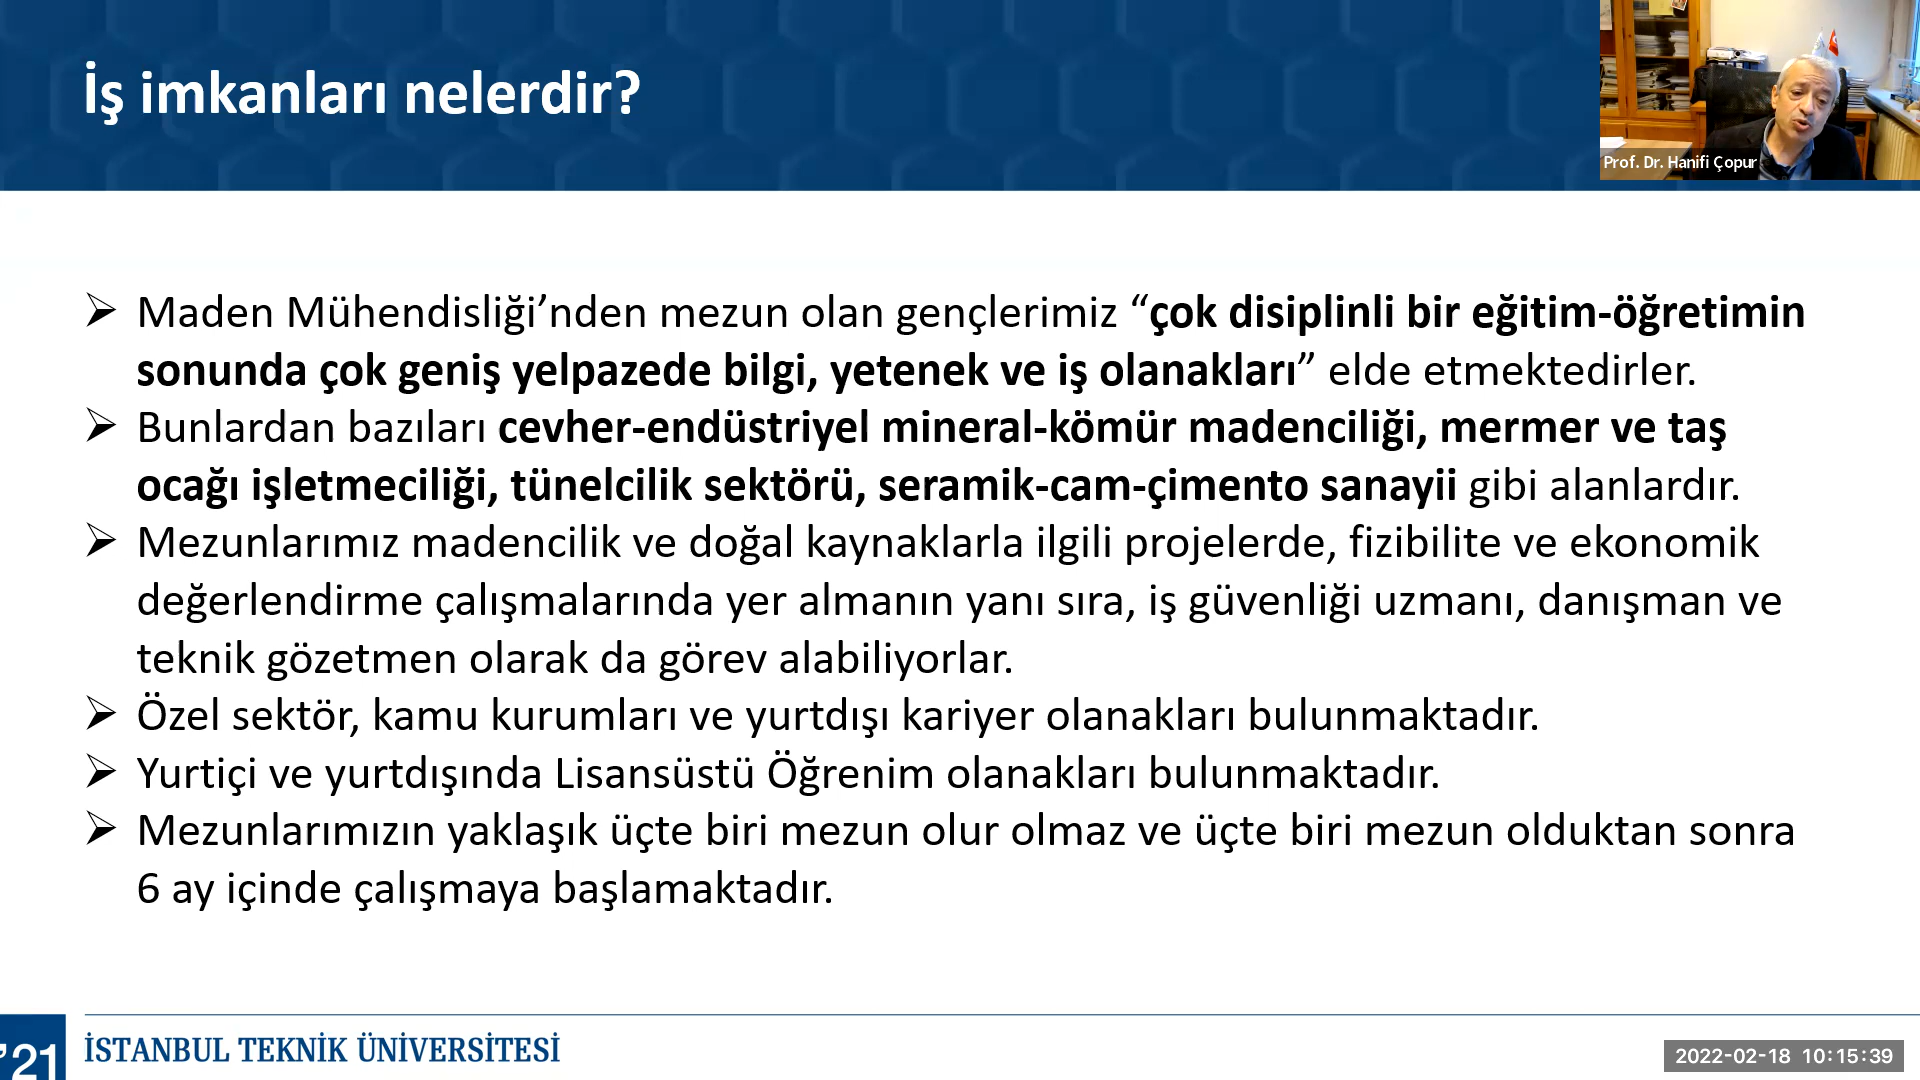 İş imkanları nelerdir?
Prof. Dr. Hanifi Çopur
➢ Maden Mühendisliği’nden mezun olan gençlerimiz “çok disiplinli bir eğitim-öğretimin
sonunda çok geniş yelpazede bilgi, yetenek ve iş olanakları” elde etmektedirler.
➢ Bunlardan bazıları cevher-endüstriyel mineral-kömür madenciliği, mermer ve taş
ocağı işletmeciliği, tünelcilik sektörü, seramik-cam-çimento sanayii gibi alanlardır.
➢ Mezunlarımız madencilik ve doğal kaynaklarla ilgili projelerde, fizibilite ve ekonomik
değerlendirme çalışmalarında yer almanın yanı sıra, iş güvenliği uzmanı, danışman ve
teknik gözetmen olarak da görev alabiliyorlar.
➢ Özel sektör, kamu kurumları ve yurtdışı kariyer olanakları bulunmaktadır.
➢ Yurtiçi ve yurtdışında Lisansüstü Öğrenim olanakları bulunmaktadır.
➢ Mezunlarımızın yaklaşık üçte biri mezun olur olmaz ve üçte biri mezun olduktan sonra
6 ay içinde çalışmaya başlamaktadır.
’21
İSTANBUL TEKNİK ÜNİVERSİTESİ
2022-02-18 10:15:39